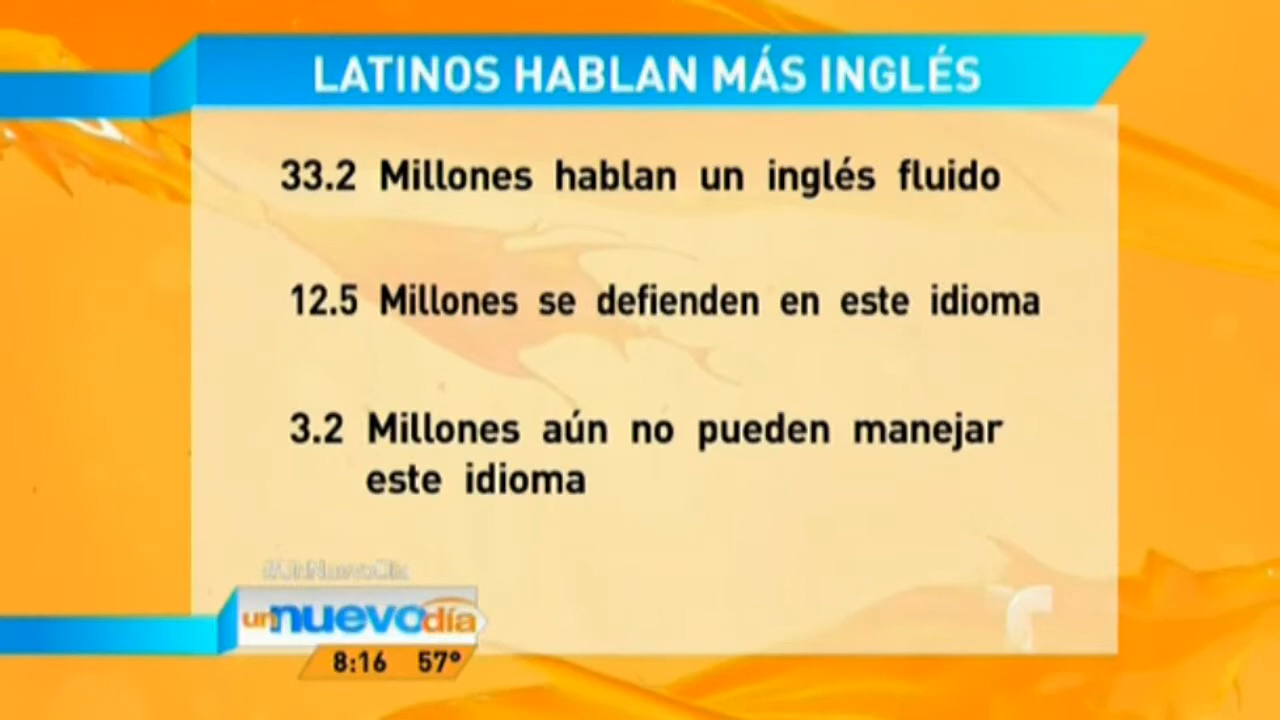 LATINOS HABLAN MÁS INGLÉS
33.2 Millones hablan un inglés fluido
12.5 Millones se defienden en este idioma
3.2 Millones aún no pueden manejar
este idioma
#UnNuevoDía
un nuevo día
8:16 57°